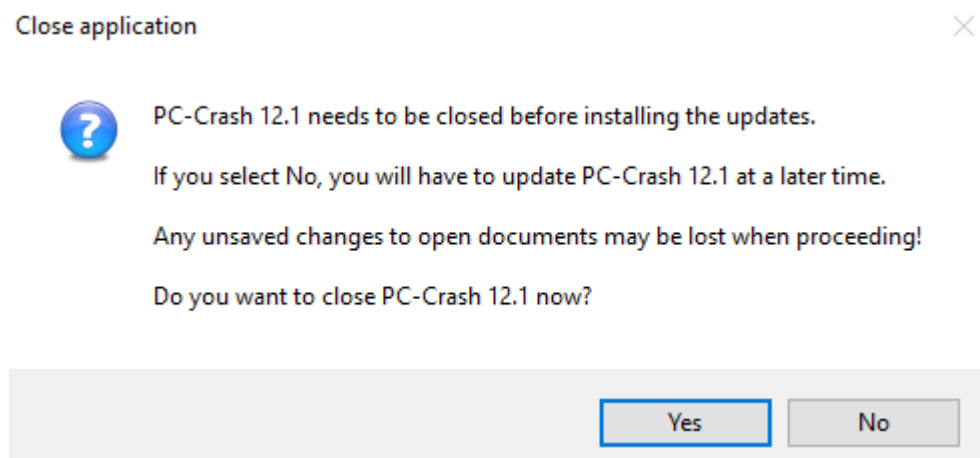 Close application
PC-Crash 12.1 needs to be closed before installing the updates.
If you select No, you will have to update PC-Crash 12.1 at a later time.
Any unsaved changes to open documents may be lost when proceeding!
Do you want to close PC-Crash 12.1 now?
Yes No